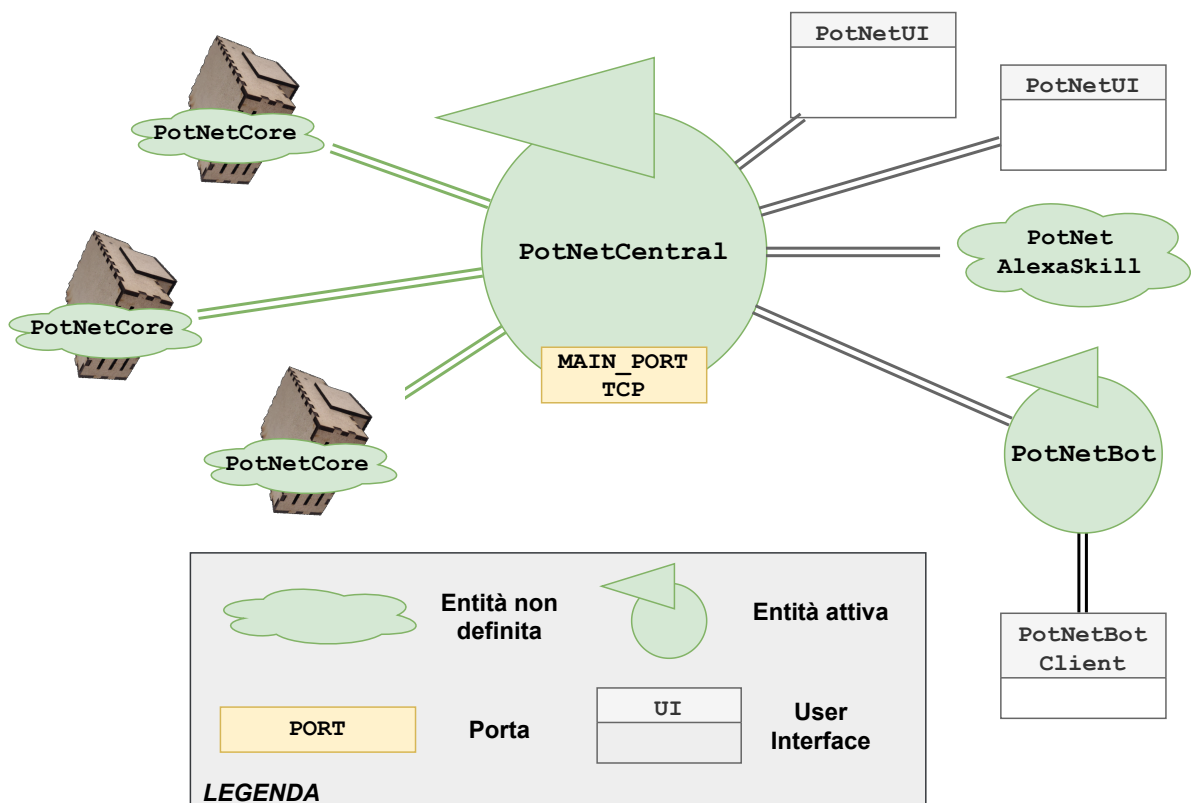 PotNetUI
PotNetUI
PotNetCore
PotNetCentral
PotNet
AlexaSkill
PotNetCore
MAIN_PORT
TCP
PotNetCore
PotNetBot
Entità non
definita
Entità attiva
PotNetBot
Client
PORT
Porta
UI
User
Interface
LEGENDA